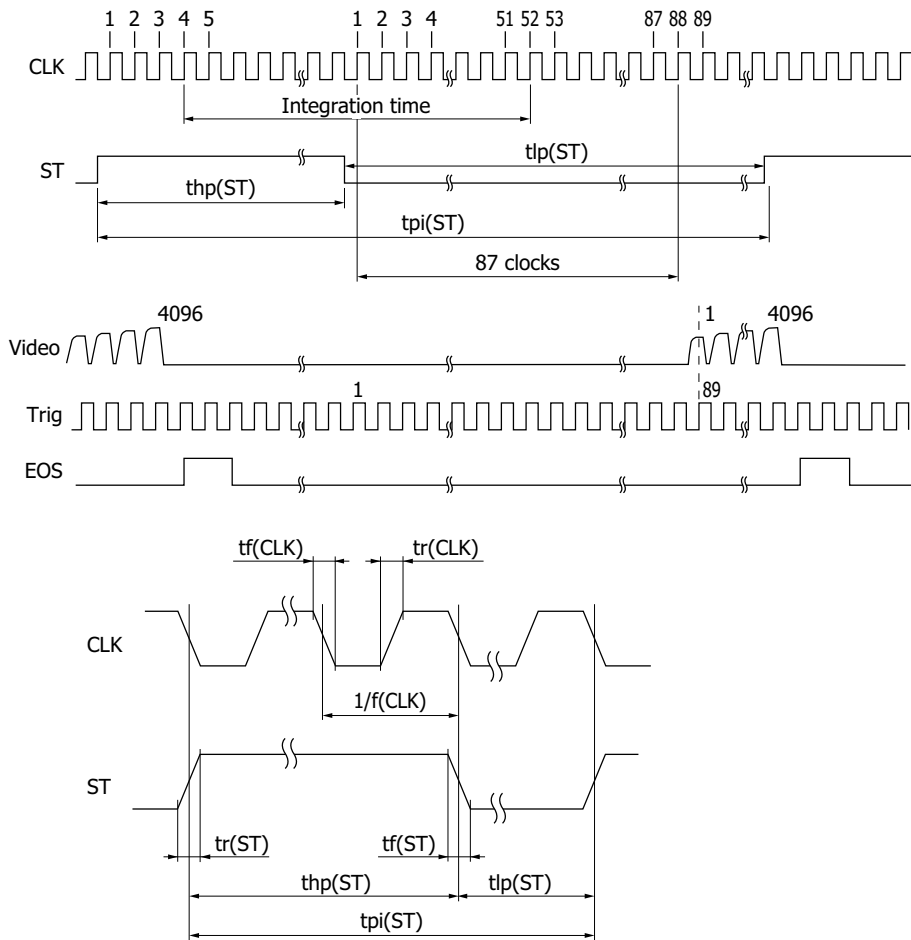 1 2 3 4 5 1 2 3 4 51 52 53 87 88 89
CLK
Integration time
ST
tlp(ST)
thp(ST)
tpi(ST)
87 clocks
4096 1 4096
Video
1 89
Trig
EOS
tf(CLK) tr(CLK)
CLK
1/f(CLK)
ST
tr(ST) tf(ST)
thp(ST) tlp(ST)
tpi(ST)